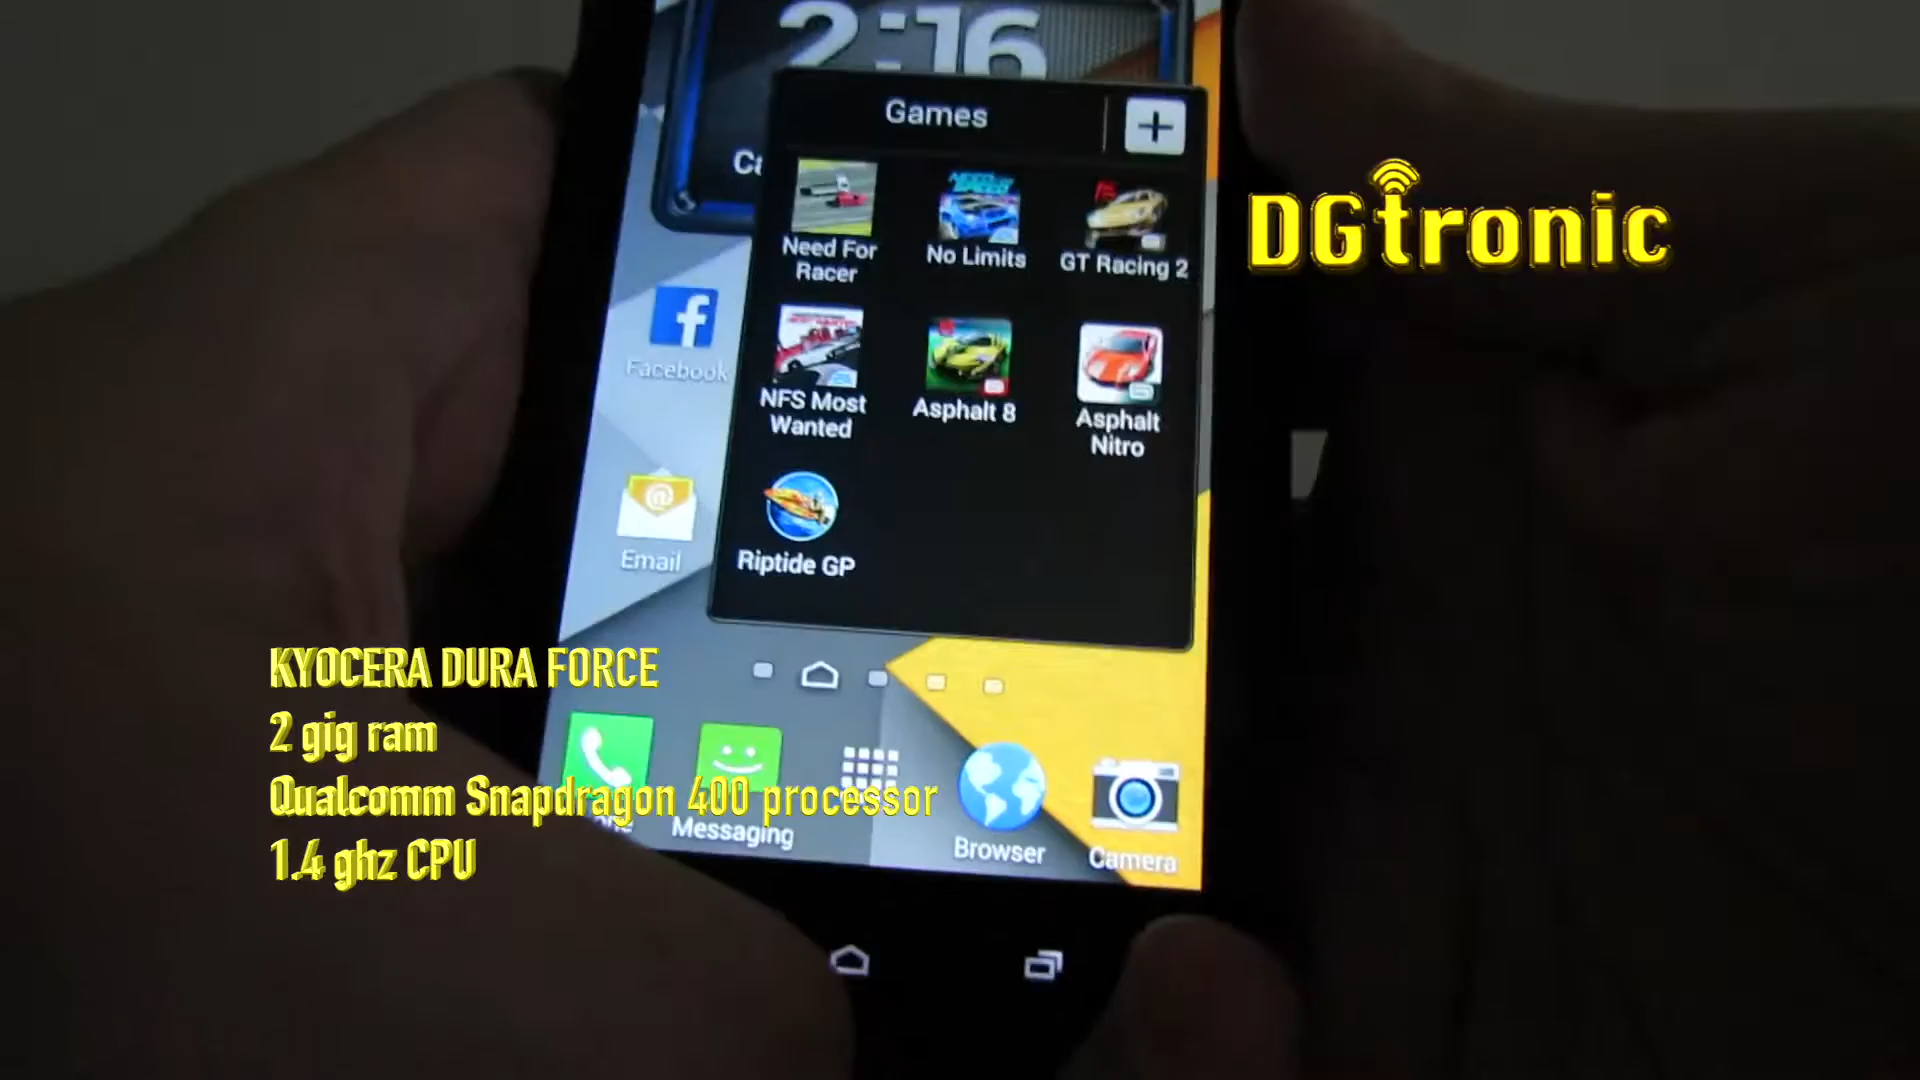 2:16
Games
Need For
Racer
No Limits
GT Racing 2
DGtronic
Facebook
NFS Most
Wanted
Asphalt 8
Asphalt
Nitro
Email
Riptide GP
KYOCERA DURA FORCE
2 gig ram
Qualcomm Snapdragon 400 processor
Messaging
Browser
Camera
1.4 ghz CPU